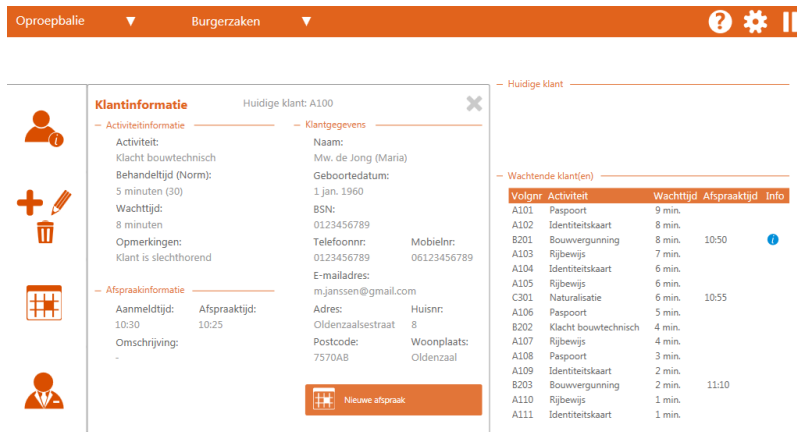 Oproepbalie ▼ Burgerzaken ▼ ?
Klantinformatie Huidige klant: A100
Activiteitinformatie
Activiteit:
Klacht bouwtechnisch
Behandeltijd (Norm):
5 minuten (30)
Wachttijd:
8 minuten
Opmerkingen:
Klant is slechthorend
Afspraakinformatie
Aanmeldtijd: Afspraaktijd:
10:30 10:25
Omschrijving:
-
Klantgegevens
Naam:
Mw. de Jong (Maria)
Geboortedatum:
1 jan. 1960
BSN:
0123456789
Telefoonnr: Mobielnr:
0123456789 06123456789
E-mailadres:
m.janssen@gmail.com
Adres: Huisnr:
Oldenzaalsestraat 8
Postcode: Woonplaats:
7570AB Oldenzaal
Nieuwe afspraak
Huidige klant
Wachtende klant(en)
Volgnr Activiteit Wachttijd Afspraaktijd Info
A101 Paspoort 9 min.
A102 Identiteitskaart 8 min.
B201 Bouwvergunning 8 min. 10:50 i
A103 Rijbewijs 7 min.
A104 Identiteitskaart 6 min.
A105 Rijbewijs 6 min.
C301 Naturalisatie 6 min. 10:55
A106 Paspoort 5 min.
B202 Klacht bouwtechnisch 4 min.
A107 Rijbewijs 4 min.
A108 Paspoort 3 min.
A109 Identiteitskaart 2 min.
B203 Bouwvergunning 2 min. 11:10
A110 Rijbewijs 1 min.
A111 Identiteitskaart 1 min.